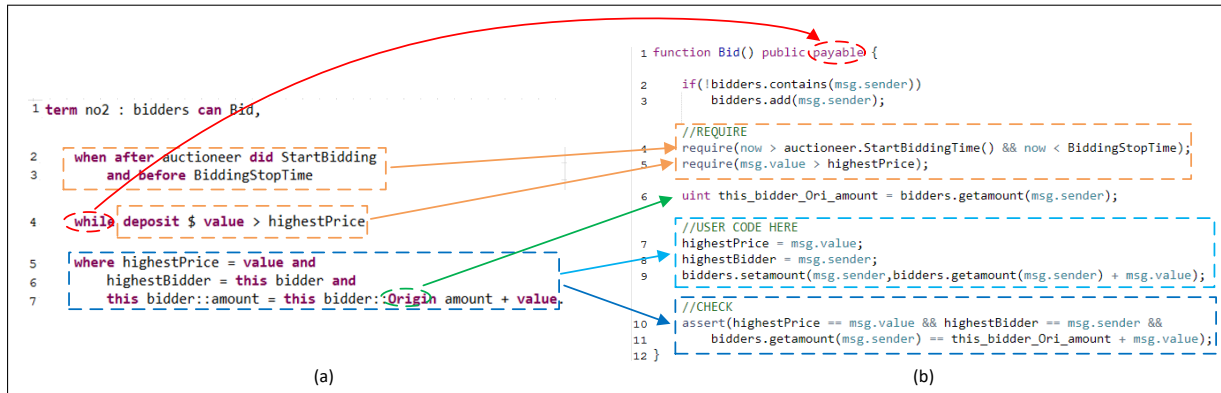 1 term no2 : bidders can Bid,
2 when after auctioneer did StartBidding
3 and before BiddingStopTime
4 while deposit $ value > highestPrice
5 where highestPrice = value and
6 highestBidder = this bidder and
7 this bidder::amount = this bidder::Origin amount + value.
(a)
1 function Bid() public payable {
2 if(!bidders.contains(msg.sender))
3 bidders.add(msg.sender);
//REQUIRE
4 require(now > auctioneer.StartBiddingTime() && now < BiddingStopTime);
5 require(msg.value > highestPrice);
6 uint this_bidder_Ori_amount = bidders.getamount(msg.sender);
//USER CODE HERE
7 highestPrice = msg.value;
8 highestBidder = msg.sender;
9 bidders.setamount(msg.sender,bidders.getamount(msg.sender) + msg.value);
//CHECK
10 assert(highestPrice == msg.value && highestBidder == msg.sender &&
11 bidders.getamount(msg.sender) == this_bidder_Ori_amount + msg.value);
12 }
(b)